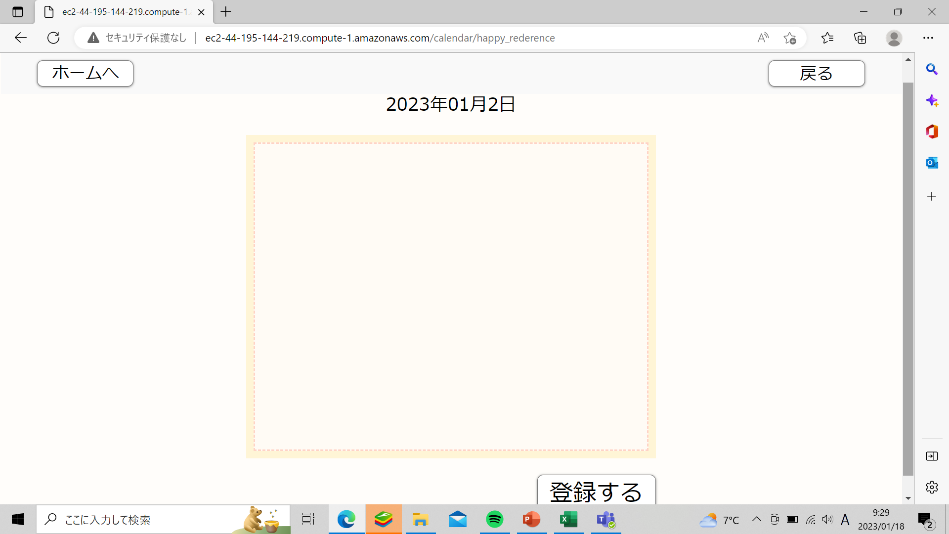 ec2-44-195-144-219.compute-1.
セキュリティ保護なし
ec2-44-195-144-219.compute-1.amazonaws.com/calendar/happy_rederence
ホームへ
戻る
2023年01月2日
登録する
ここに入力して検索
7°C
A
9:29
2023/01/18
2